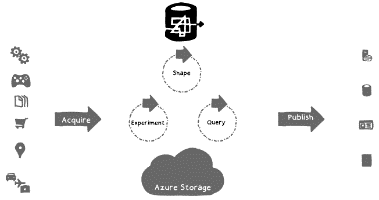 Shape
Acquire
Experiment
Query
Publish
Azure Storage